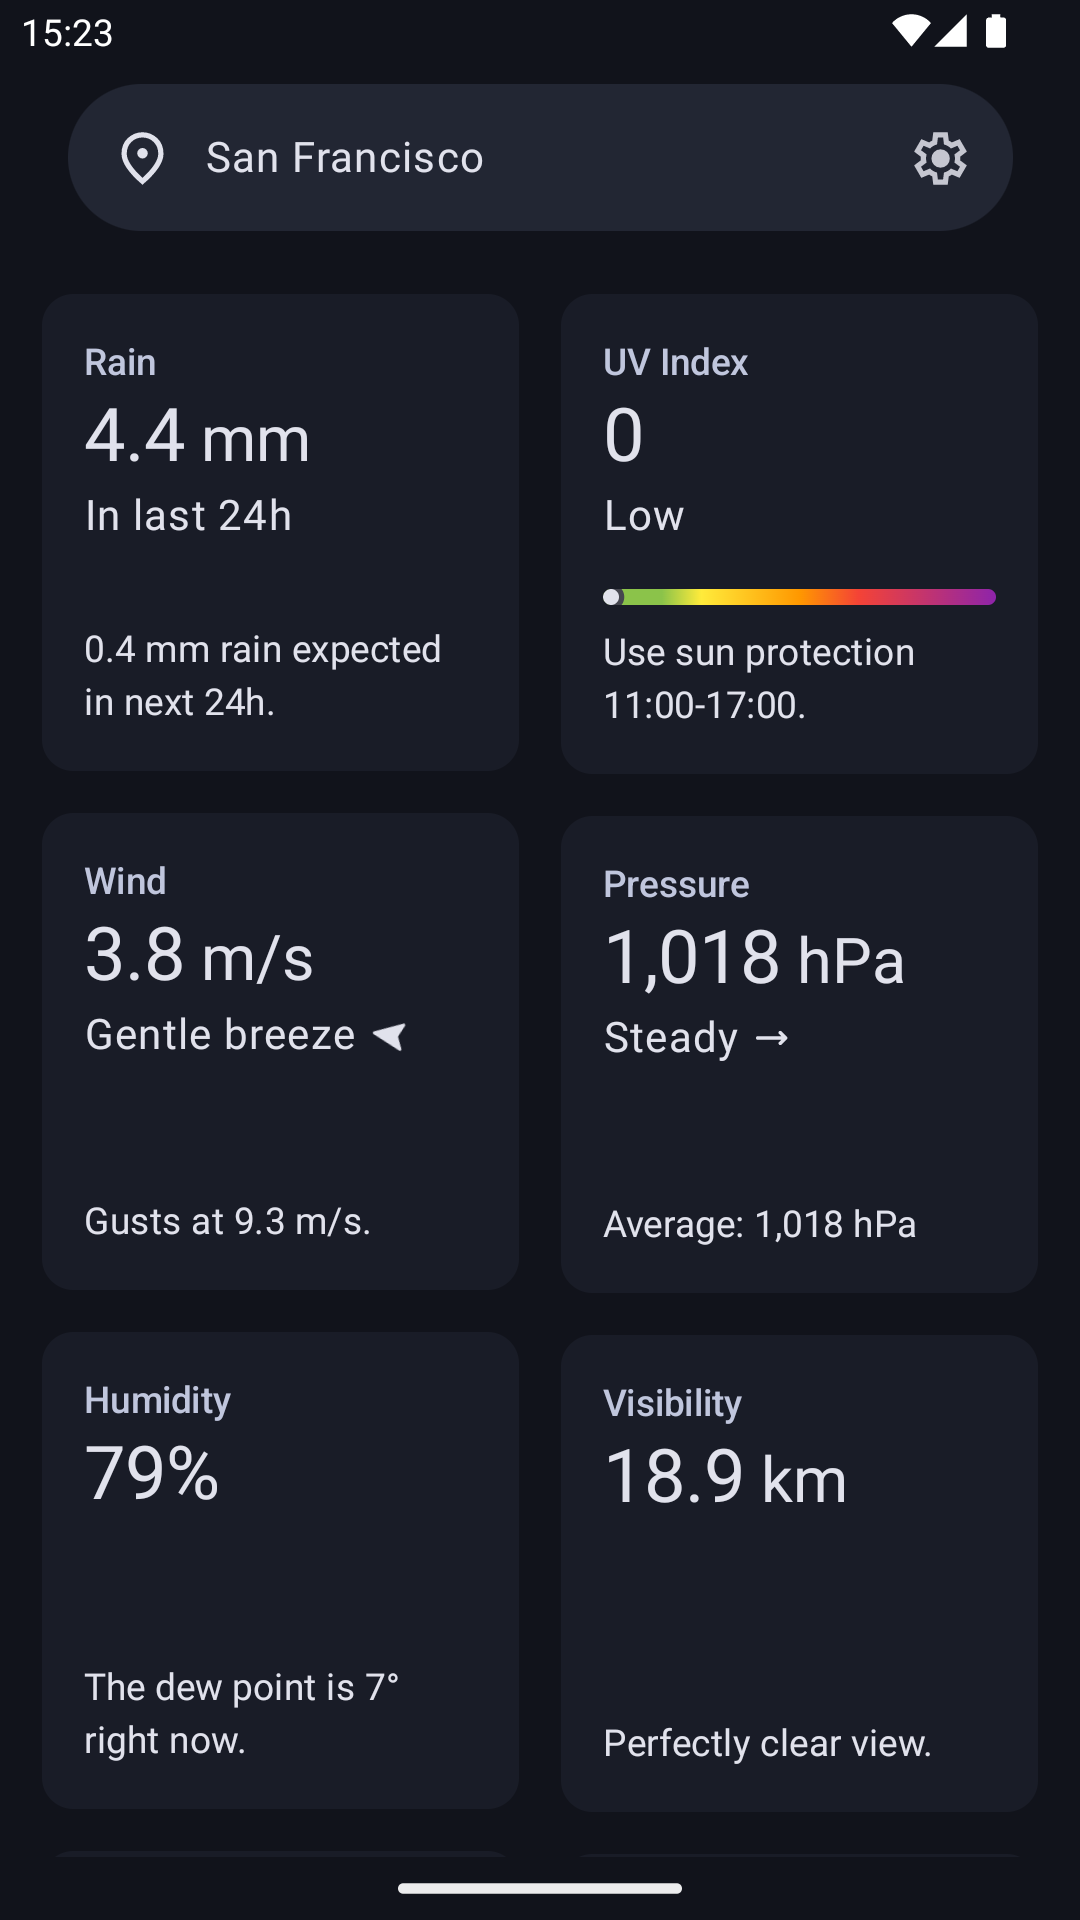 15:23
San Francisco
Rain
4.4 mm
In last 24h
0.4 mm rain expected
in next 24h.
UV Index
0
Low
Use sun protection
11:00-17:00.
Wind
3.8 m/s
Gentle breeze
Gusts at 9.3 m/s.
Pressure
1,018 hPa
Steady →
Average: 1,018 hPa
Humidity
79%
The dew point is 7°
right now.
Visibility
18.9 km
Perfectly clear view.